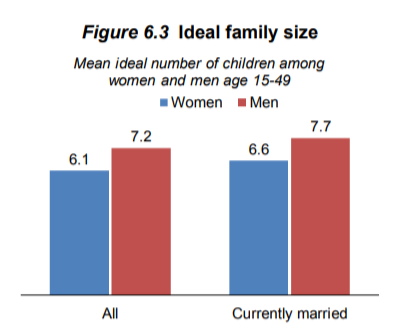 Figure 6.3 Ideal family size
Mean ideal number of children among
women and men age 15-49
Women Men
7.7
7.2
6.6
6.1
All Currently married